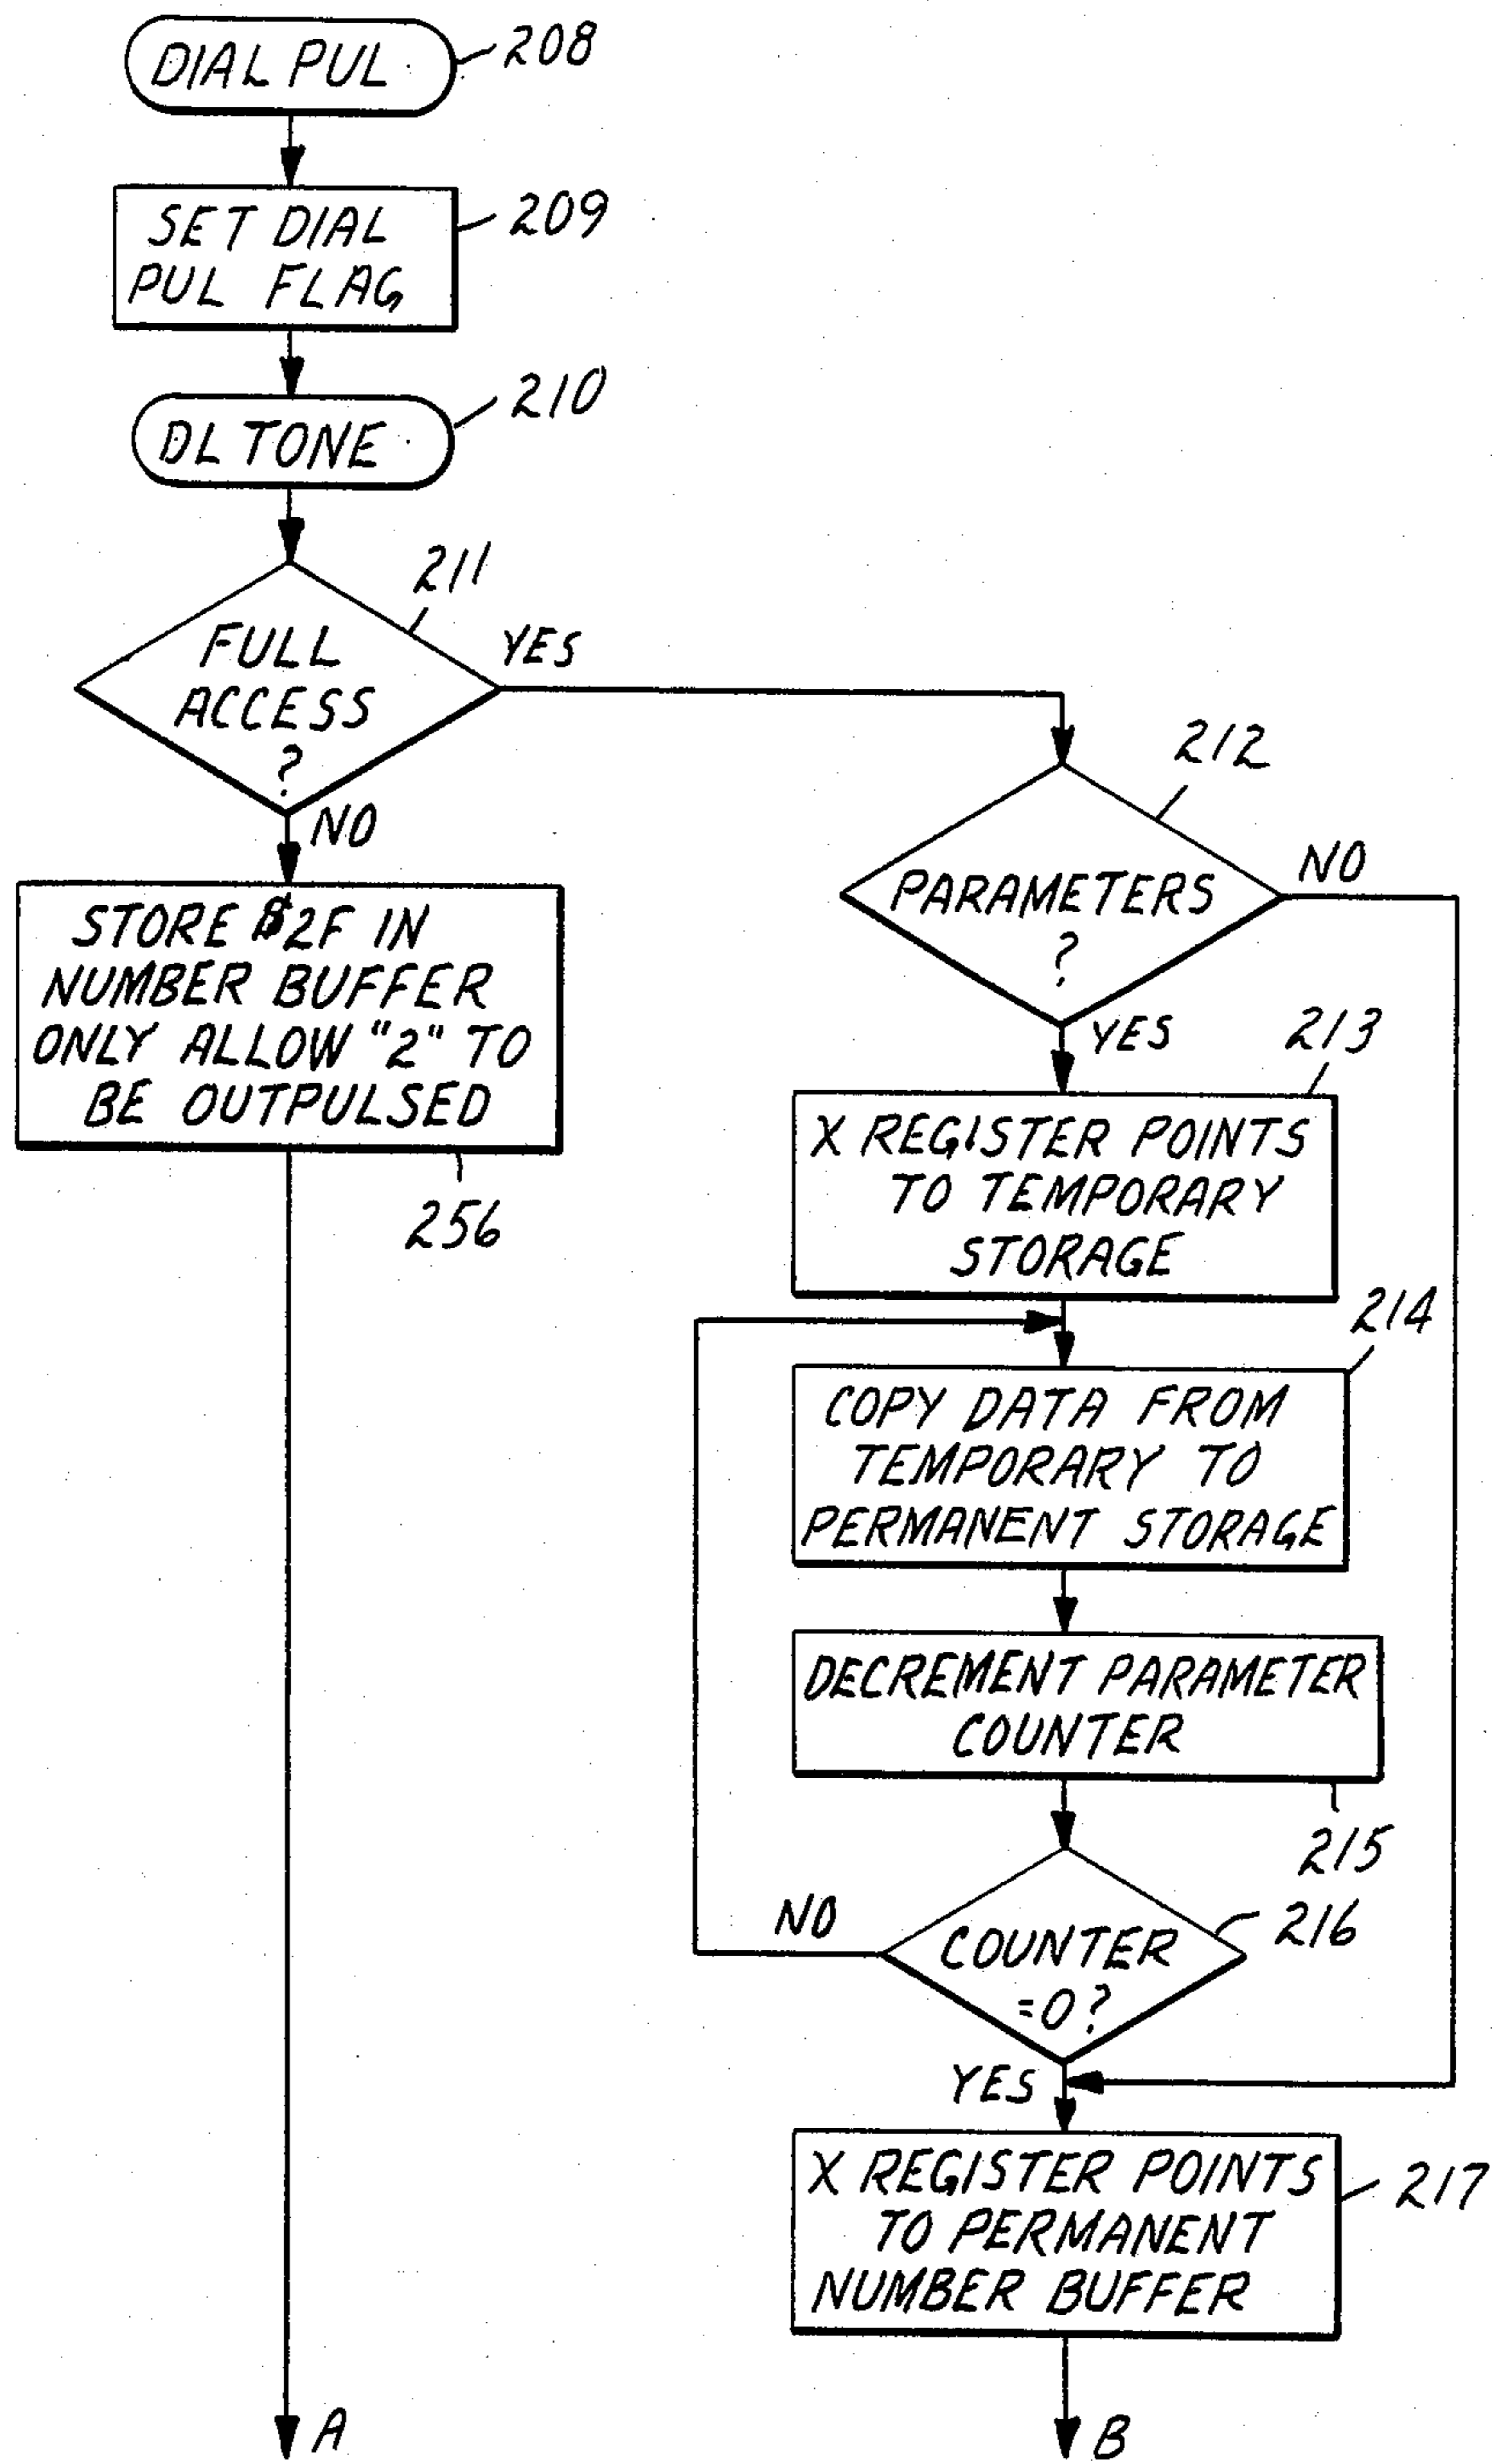 DIAL PUL
208
SET DIAL
PUL FLAG
209
DL TONE
210
211
FULL
ACCESS
?
YES
NO
212
PARAMETERS
?
NO
YES
STORE $2F IN
NUMBER BUFFER
ONLY ALLOW "2" TO
BE OUTPULSED
256
213
X REGISTER POINTS
TO TEMPORARY
STORAGE
214
COPY DATA FROM
TEMPORARY TO
PERMANENT STORAGE
DECREMENT PARAMETER
COUNTER
215
NO
COUNTER
=0?
216
YES
X REGISTER POINTS
TO PERMANENT
NUMBER BUFFER
217
A
B